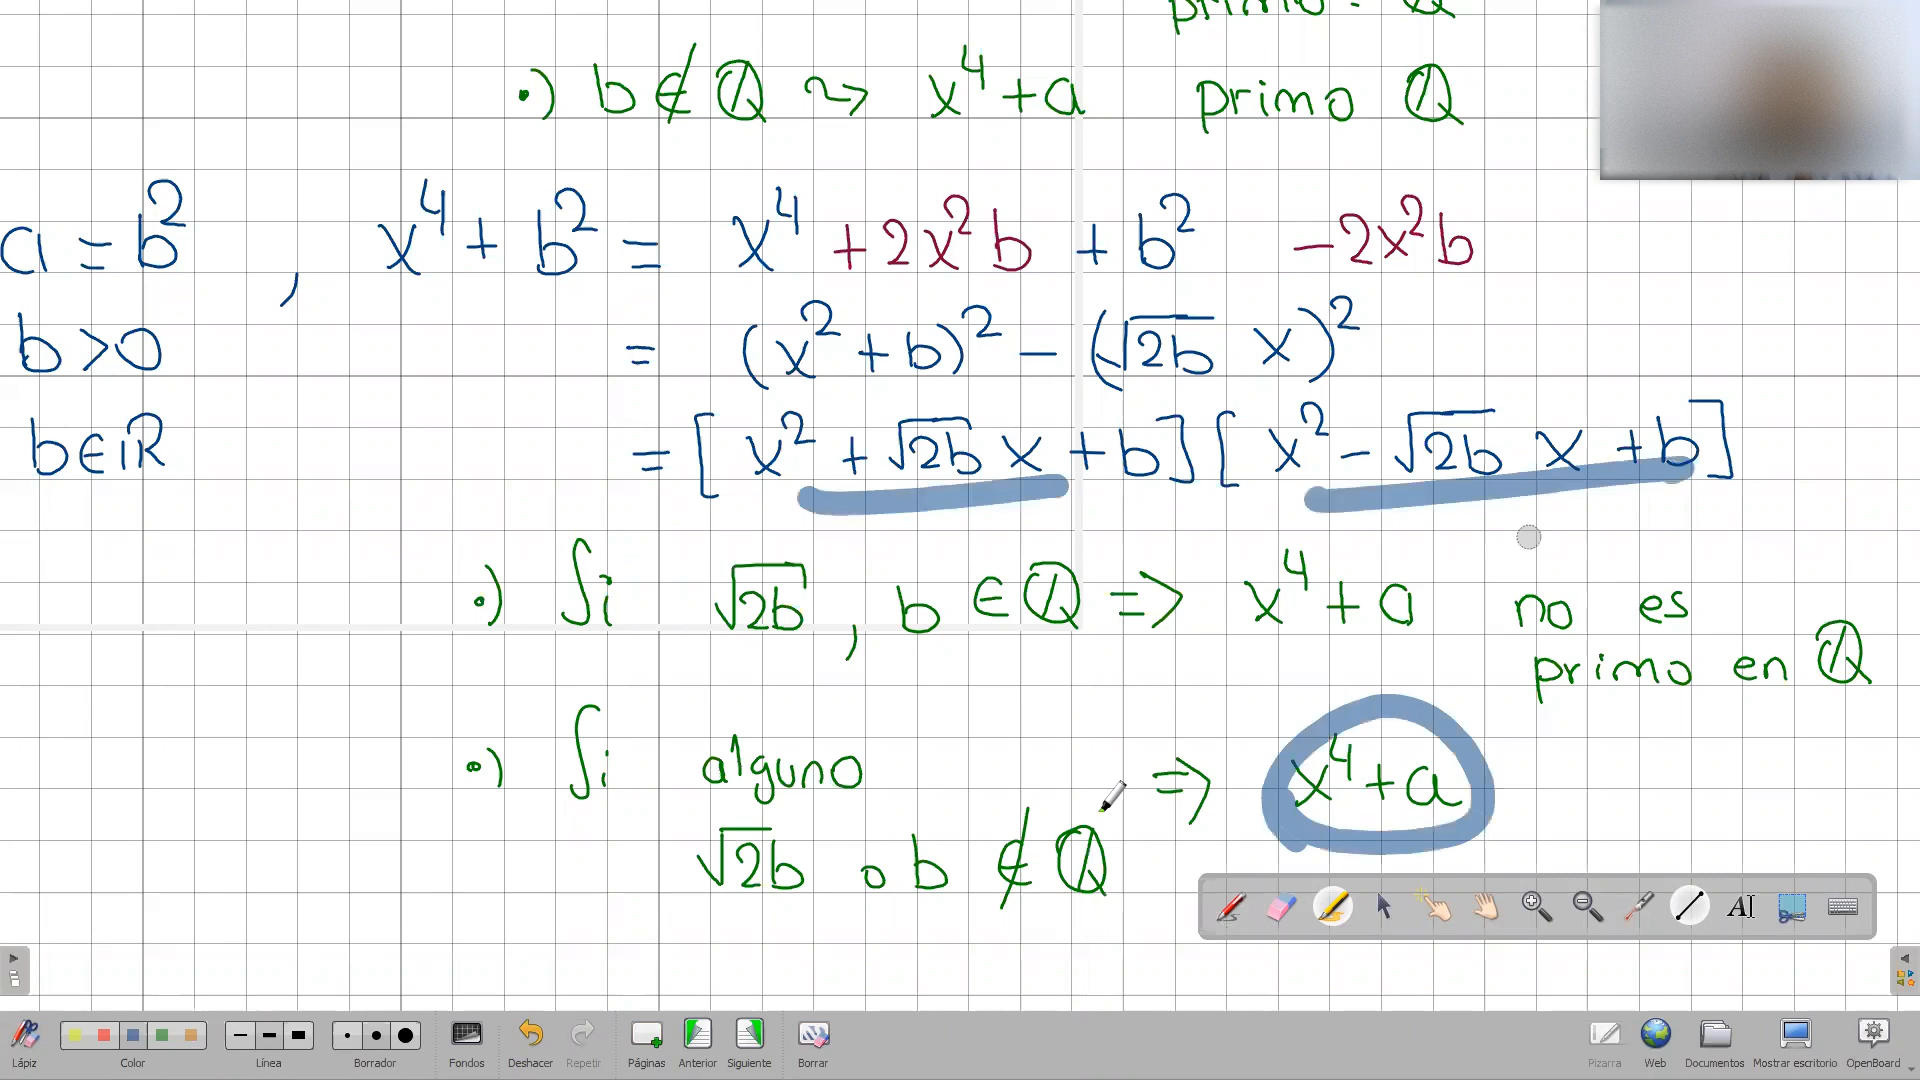 primo. ℚ
•) b ∉ ℚ ⤳ x⁴+a primo ℚ
a = b² , x⁴ + b² = x⁴ + 2x²b + b² − 2x²b
b > 0 = (x² + b)² − (√2b x)²
b ∈ ℝ = [x² + √2b x + b] [x² − √2b x + b]
•) Si √2b , b ∈ ℚ => x⁴ + a no es
primo en ℚ
•) Si alguno => x⁴ + a
√2b o b ∉ ℚ
Lápiz Color Línea Borrador Fondos Deshacer Repetir Páginas Anterior Siguiente Borrar Pizarra Web Documentos Mostrar escritorio OpenBoard